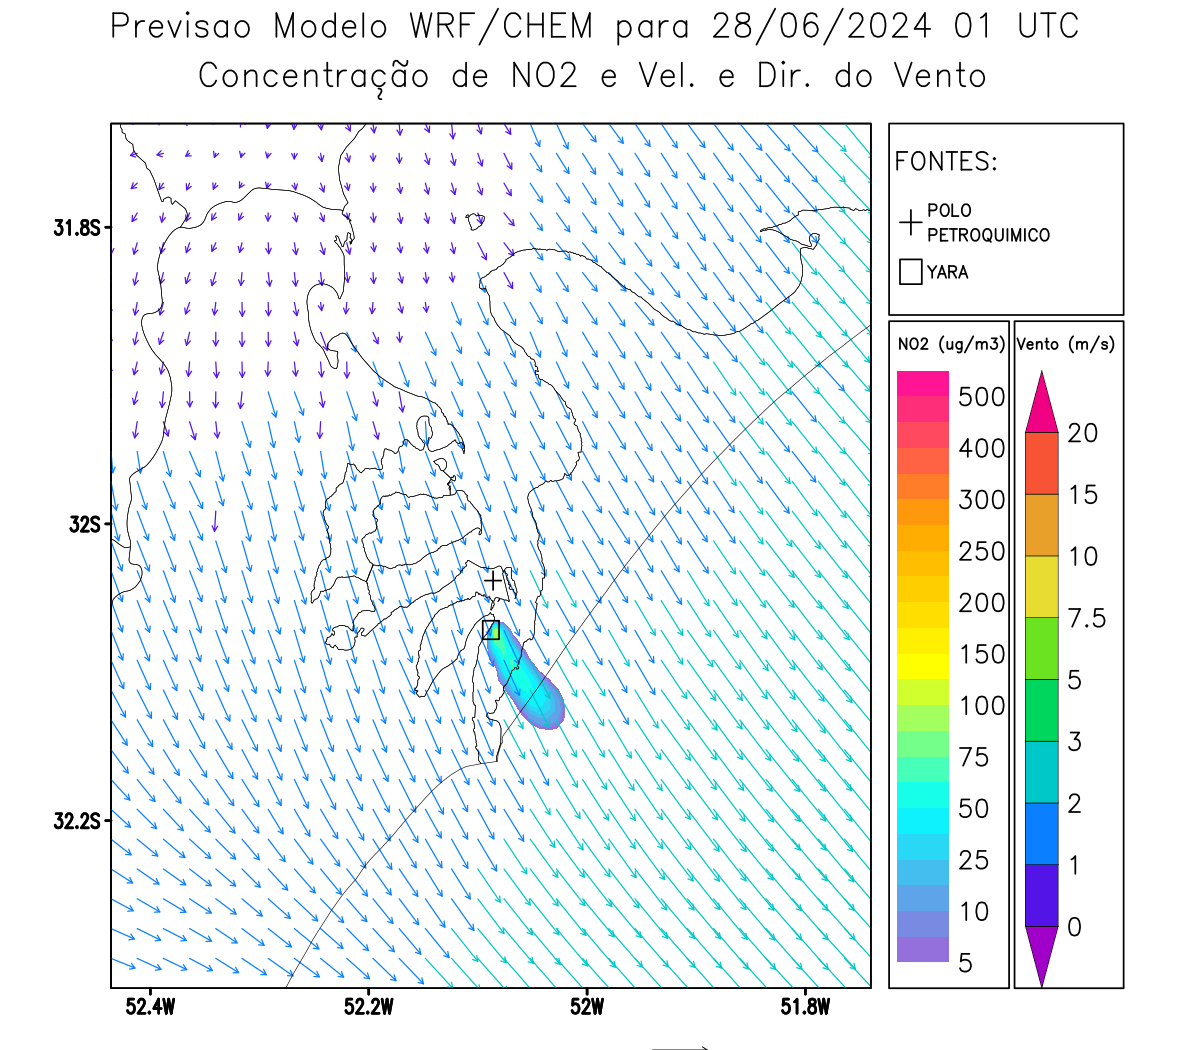 Previsao Modelo WRF/CHEM para 28/06/2024 01 UTC
Concentração de NO2 e Vel. e Dir. do Vento
FONTES:
POLO
PETROQUIMICO
YARA
NO2 (ug/m3)
500
400
300
250
200
150
100
75
50
25
10
5
Vento (m/s)
20
15
10
7.5
5
3
2
1
0
31.8S
32S
32.2S
52.4W
52.2W
52W
51.8W